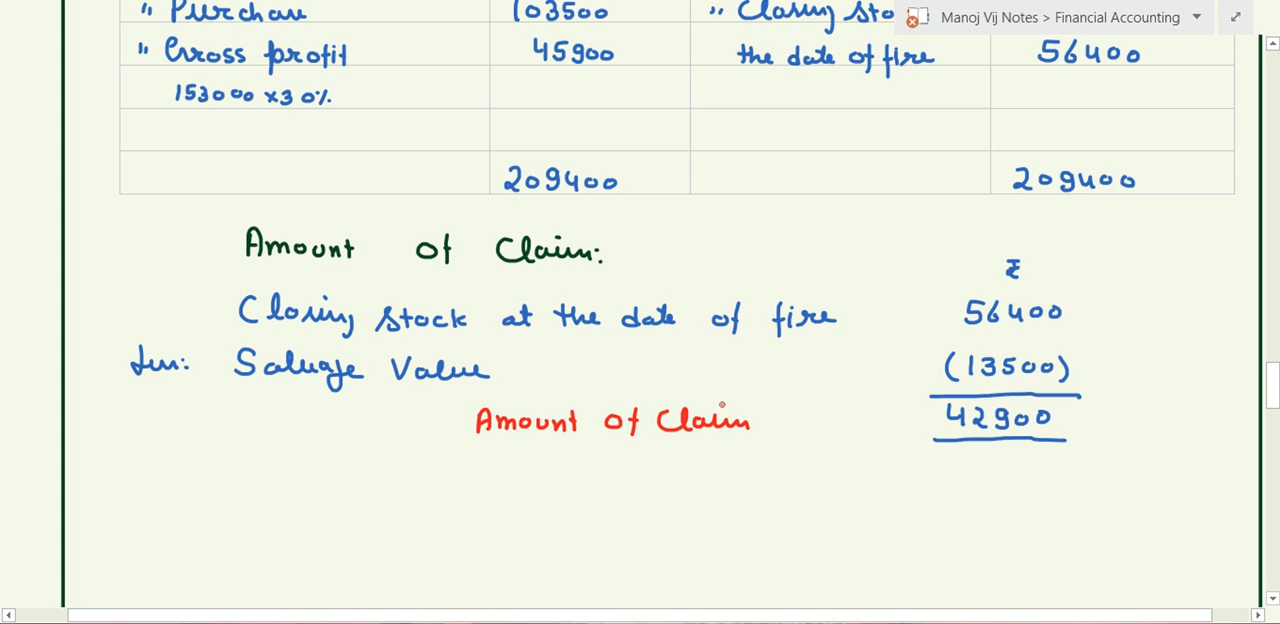 " Purchase 103500 " Closing Sto
Manoj Vij Notes > Financial Accounting
" Gross profit 45900 the date of fire 56400
153000 x 30%
209400 209400
Amount of Claim:
₹
Closing Stock at the date of fire 56400
Less: Salvage Value (13500)
Amount of Claim 42900